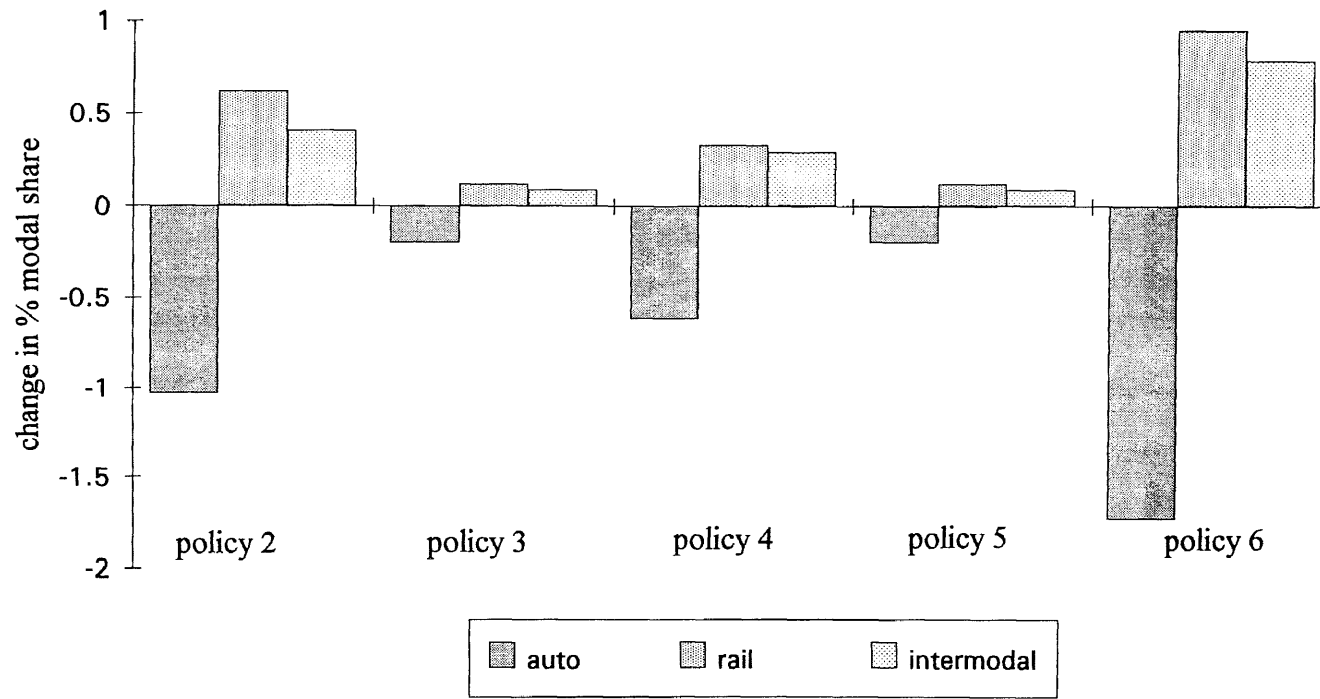 change in % modal share
1
0.5
0
-0.5
-1
-1.5
-2
policy 2 policy 3 policy 4 policy 5 policy 6
auto rail intermodal